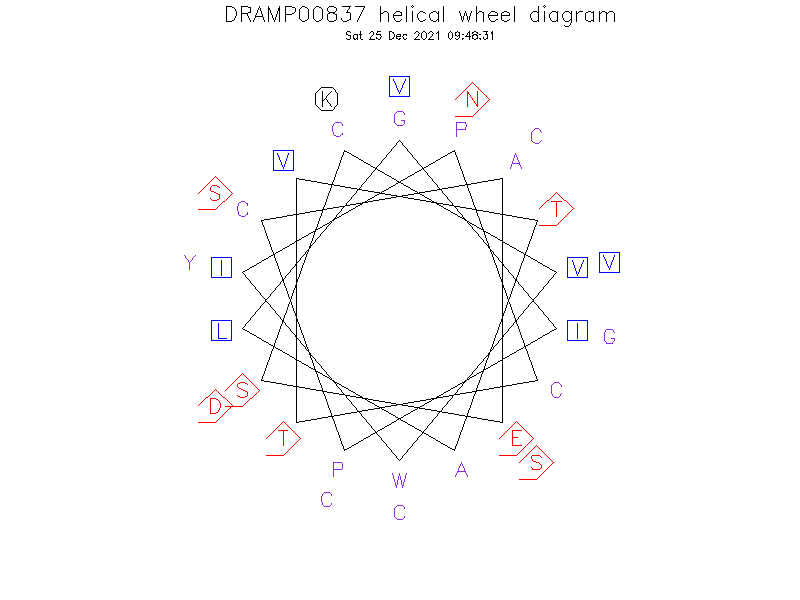 DRAMP00837 helical wheel diagram
Sat 25 Dec 2021 09:48:31
V
K N
G
C P C
V A
S C T
Y I V V
L I G
D S C
T E
S
P W A
C C